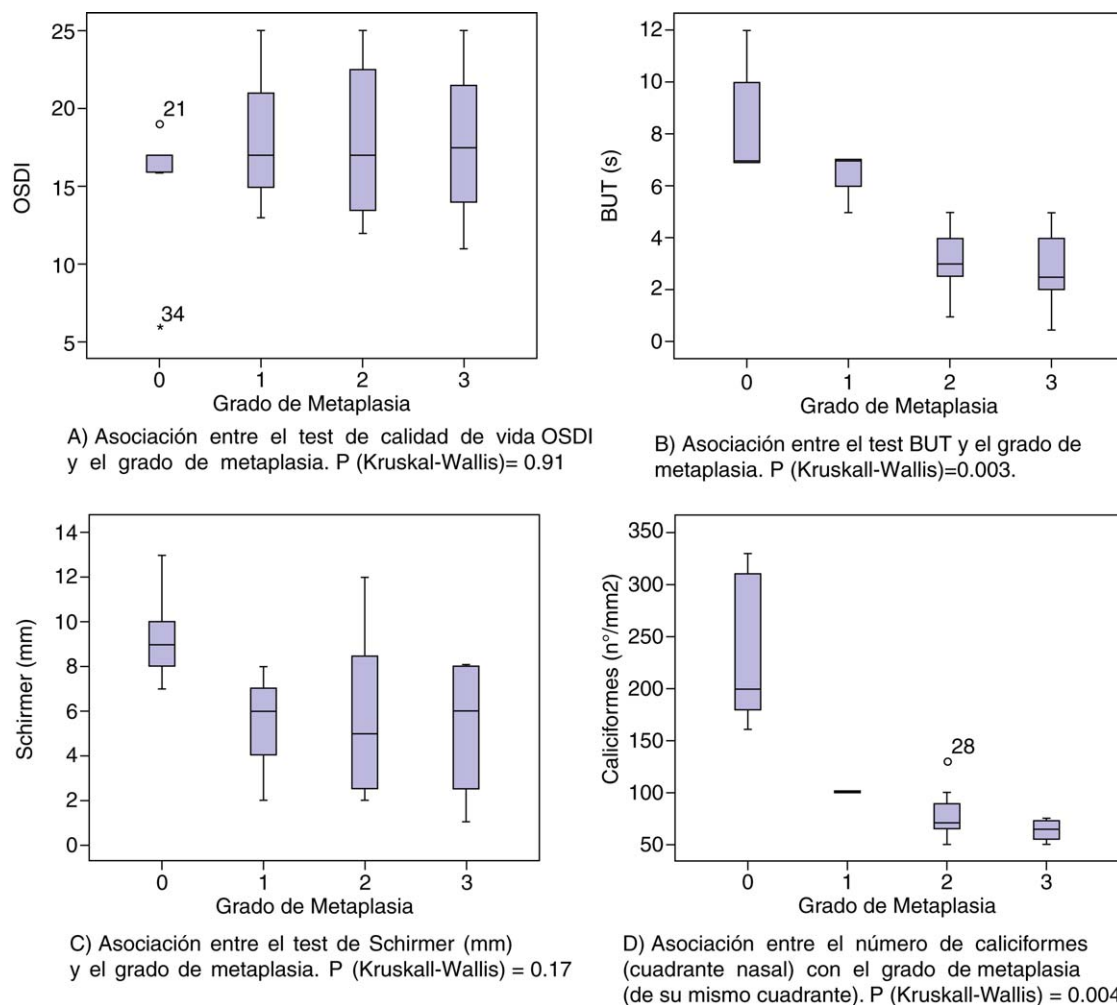 25
20
15
10
5
OSDI
21
34
0 1 2 3
Grado de Metaplasia
A) Asociación entre el test de calidad de vida OSDI
y el grado de metaplasia. P (Kruskal-Wallis)= 0.91
12
10
8
6
4
2
0
BUT (s)
0 1 2 3
Grado de Metaplasia
B) Asociación entre el test BUT y el grado de
metaplasia. P (Kruskall-Wallis)=0.003.
14
12
10
8
6
4
2
0
Schirmer (mm)
0 1 2 3
Grado de Metaplasia
C) Asociación entre el test de Schirmer (mm)
y el grado de metaplasia. P (Kruskall-Wallis) = 0.17
350
300
250
200
150
100
50
Caliciformes (n°/mm2)
28
0 1 2 3
Grado de Metaplasia
D) Asociación entre el número de caliciformes
(cuadrante nasal) con el grado de metaplasia
(de su mismo cuadrante). P (Kruskall-Wallis) = 0.004